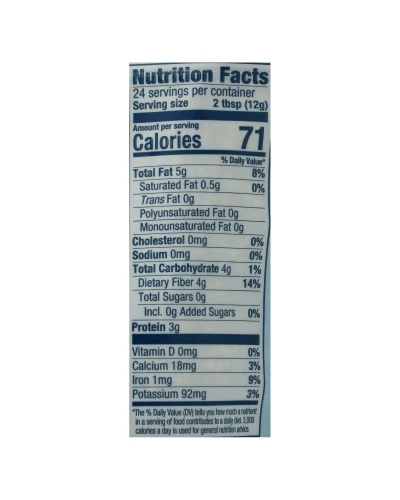 Nutrition Facts
24 servings per container
Serving size 2 tbsp (12g)
Amount per serving
Calories 71
% Daily Value*
Total Fat 5g 8%
Saturated Fat 0.5g 0%
Trans Fat 0g
Polyunsaturated Fat 0g
Monounsaturated Fat 0g
Cholesterol 0mg 0%
Sodium 0mg 0%
Total Carbohydrate 4g 1%
Dietary Fiber 4g 14%
Total Sugars 0g
Incl. 0g Added Sugars 0%
Protein 3g
Vitamin D 0mg 0%
Calcium 18mg 3%
Iron 1mg 9%
Potassium 92mg 3%
*The % Daily Value (DV) tells you how much a nutrient
in a serving of food contributes to a daily diet. 2,000
calories a day is used for general nutrition advice.